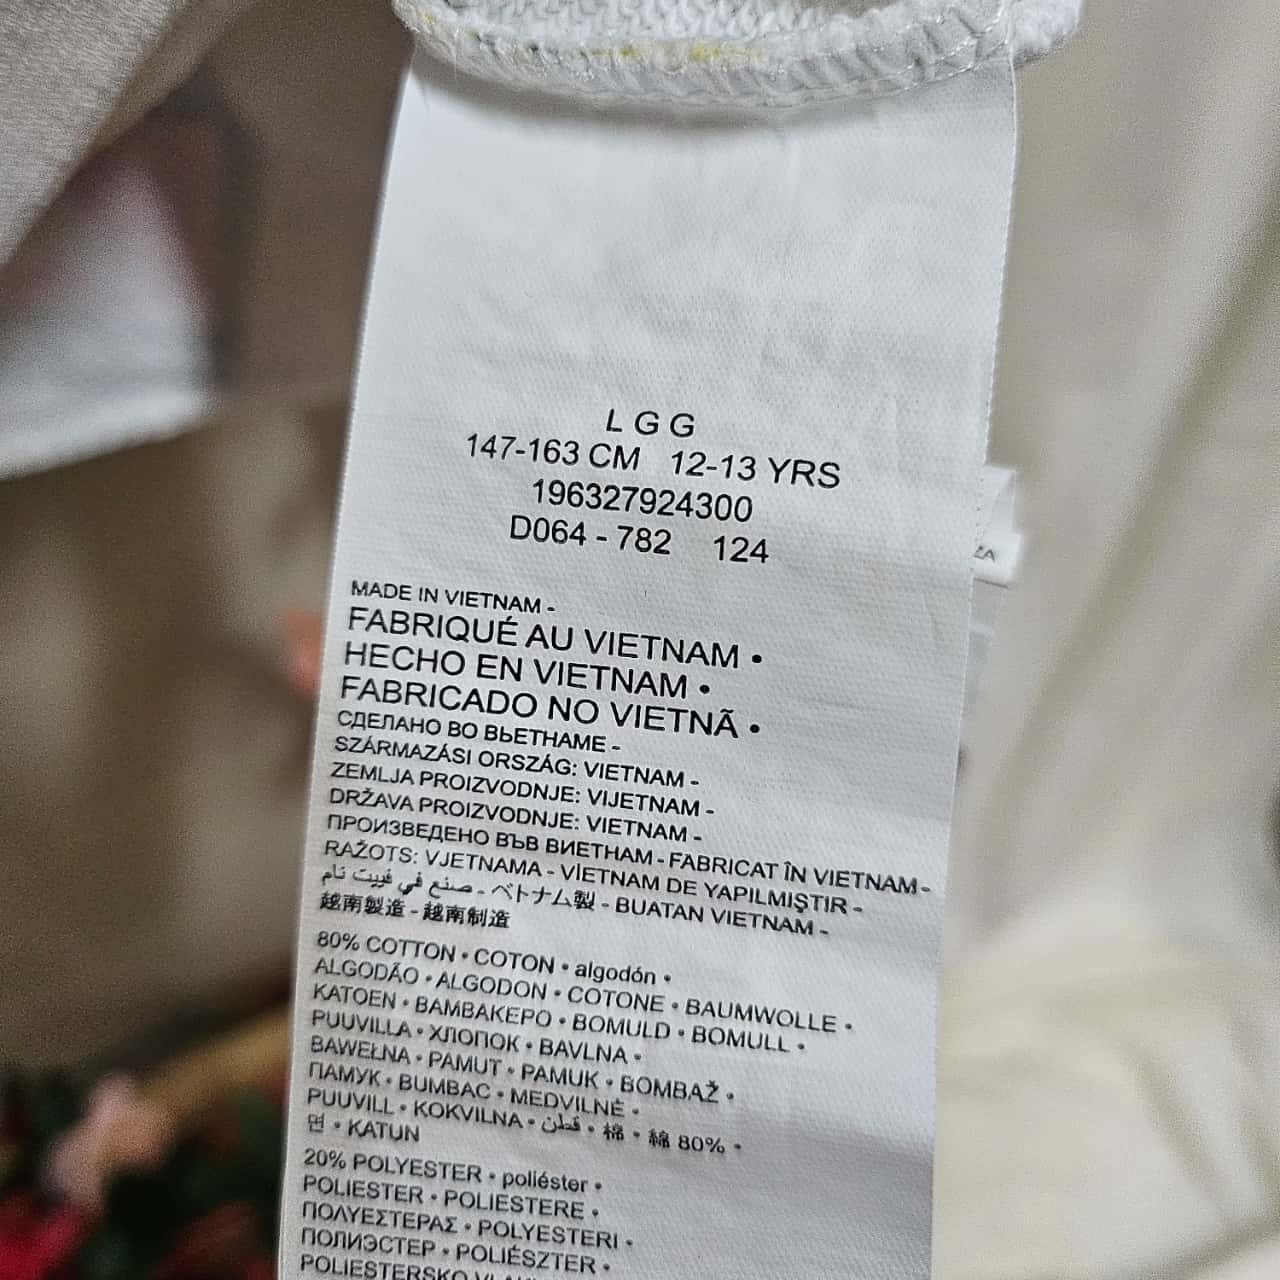 L G G
147-163 CM 12-13 YRS
196327924300
D064 - 782 124
MADE IN VIETNAM -
FABRIQUÉ AU VIETNAM •
HECHO EN VIETNAM •
FABRICADO NO VIETNÃ •
СДЕЛАНО ВО ВЬЕТНАМЕ -
SZÁRMAZÁSI ORSZÁG: VIETNAM -
ZEMLJA PROIZVODNJE: VIJETNAM -
DRŽAVA PROIZVODNJE: VIETNAM -
ПРОИЗВЕДЕНО ВЪВ ВИЕТНАМ - FABRICAT ÎN VIETNAM -
RAŽOTS: VJETNAMA - VİETNAM DE YAPILMIŞTIR -
صنع في فييت نام - ベトナム製 - BUATAN VIETNAM -
越南製造 - 越南制造
80% COTTON • COTON • algodón •
ALGODÃO • ALGODON • COTONE • BAUMWOLLE •
KATOEN • ΒΑΜΒΑΚΕΡΟ • BOMULD • BOMULL •
PUUVILLA • ХЛОПОК • BAVLNA •
BAWEŁNA • PAMUT • PAMUK • BOMBAŽ •
ПАМУК • BUMBAC • MEDVILNĖ •
PUUVILL • KOKVILNA • قطن • 棉 • 綿 80% •
면 • KATUN
20% POLYESTER • poliéster •
POLIESTER • POLIESTERE •
ΠΟΛΥΕΣΤΕΡΑΣ • POLYESTERI •
ПОЛИЭСТЕР • POLIÉSZTER •